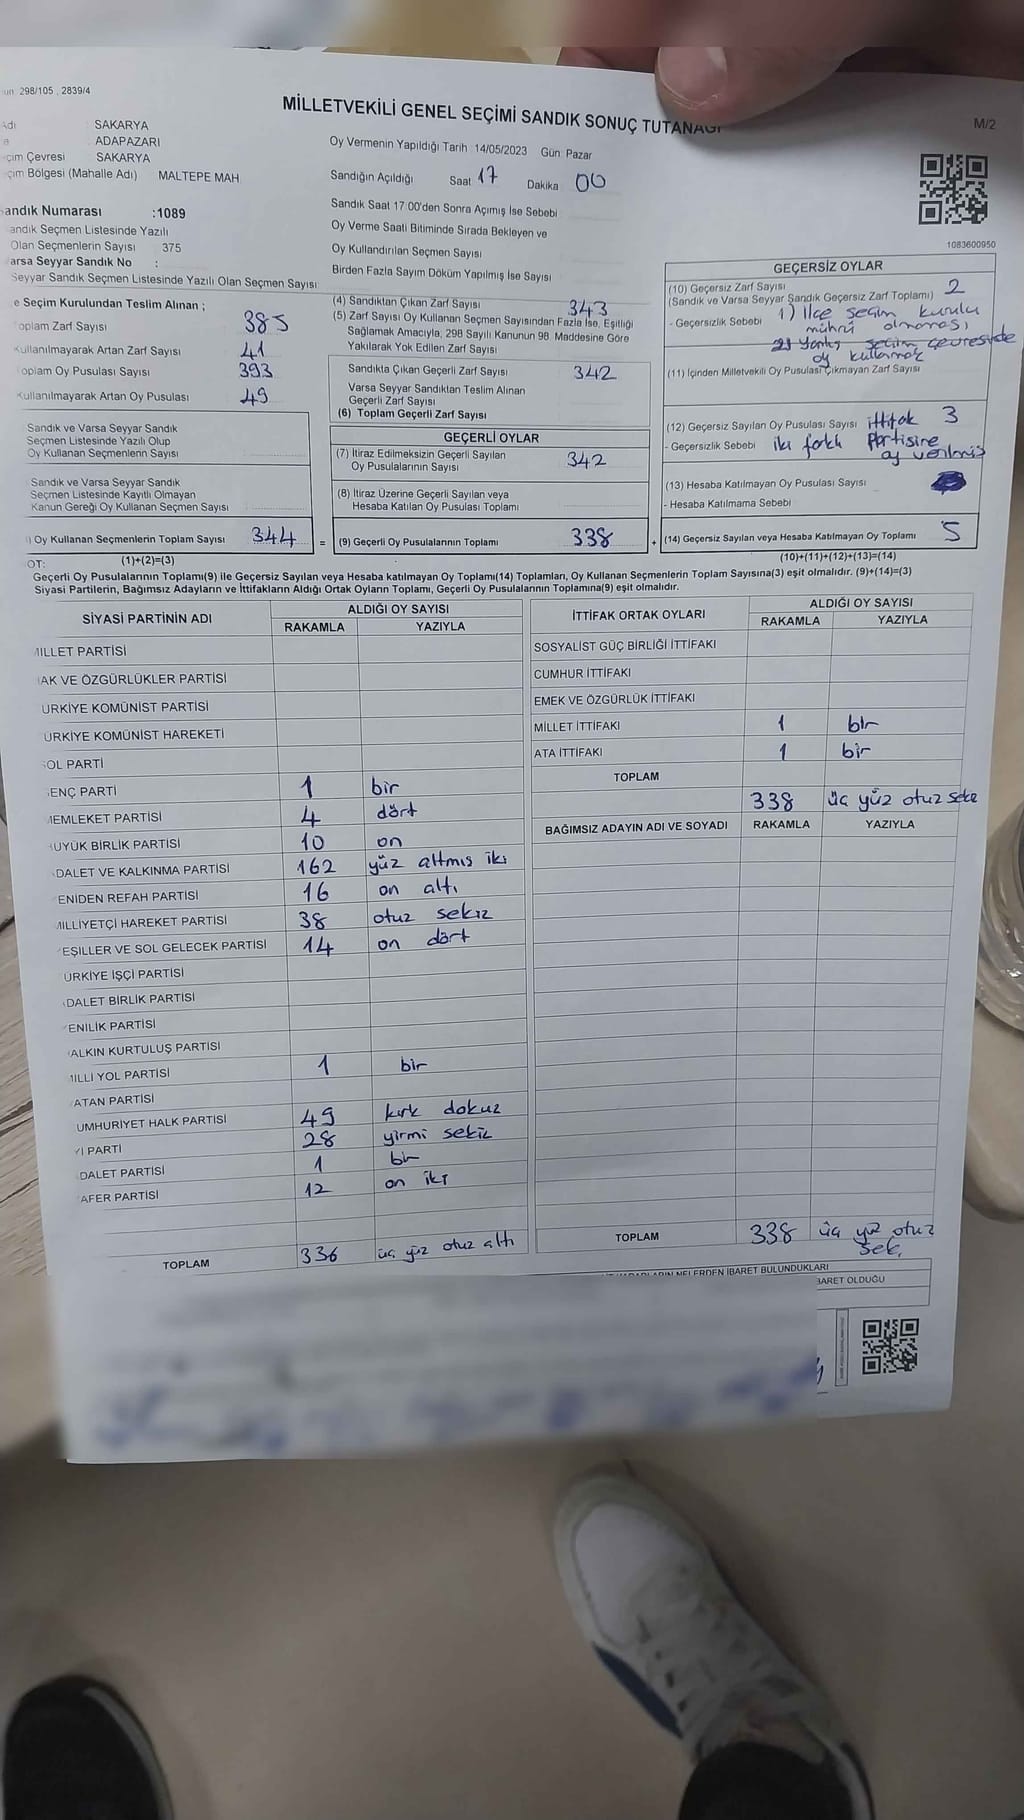 298/105 , 2839/4
MİLLETVEKİLİ GENEL SEÇİMİ SANDIK SONUÇ TUTANAĞI
M/2
Adı SAKARYA
ADAPAZARI
çim Çevresi SAKARYA
çim Bölgesi (Mahalle Adı) MALTEPE MAH
andık Numarası :1089
andık Seçmen Listesinde Yazılı
Olan Seçmenlerin Sayısı 375
arsa Seyyar Sandık No :
Seyyar Sandık Seçmen Listesinde Yazılı Olan Seçmen Sayısı
Oy Vermenin Yapıldığı Tarih 14/05/2023 Gün Pazar
Sandığın Açıldığı Saat 17 Dakika 00
Sandık Saat 17:00'den Sonra Açımış İse Sebebi
Oy Verme Saati Bitiminde Sırada Bekleyen ve
Oy Kullandırılan Seçmen Sayısı
Birden Fazla Sayım Döküm Yapılmış İse Sayısı
1083600950
e Seçim Kurulundan Teslim Alınan ;
oplam Zarf Sayısı 385
Kullanılmayarak Artan Zarf Sayısı 41
oplam Oy Pusulası Sayısı 393
Kullanılmayarak Artan Oy Pusulası 49
Sandık ve Varsa Seyyar Sandık
Seçmen Listesinde Yazılı Olup
Oy Kullanan Seçmenlerin Sayısı
Sandık ve Varsa Seyyar Sandık
Seçmen Listesinde Kayıtlı Olmayan
Kanun Gereği Oy Kullanan Seçmen Sayısı
) Oy Kullanan Seçmenlerin Toplam Sayısı 344 =
(1)+(2)=(3)
(4) Sandıktan Çıkan Zarf Sayısı 343
(5) Zarf Sayısı Oy Kullanan Seçmen Sayısından Fazla İse, Eşitliği
Sağlamak Amacıyla, 298 Sayılı Kanunun 98. Maddesine Göre
Yakılarak Yok Edilen Zarf Sayısı
Sandıkta Çıkan Geçerli Zarf Sayısı 342
Varsa Seyyar Sandıktan Teslim Alınan
Geçerli Zarf Sayısı
(6) Toplam Geçerli Zarf Sayısı
GEÇERLİ OYLAR
(7) İtiraz Edilmeksizin Geçerli Sayılan
Oy Pusulalarının Sayısı 342
(8) İtiraz Üzerine Geçerli Sayılan veya
Hesaba Katılan Oy Pusulası Toplamı
(9) Geçerli Oy Pusulalarının Toplamı 338 +
GEÇERSİZ OYLAR
(10) Geçersiz Zarf Sayısı 2
(Sandık ve Varsa Seyyar Sandık Geçersiz Zarf Toplamı)
- Geçersizlik Sebebi 1) İlçe seçim kurulu
mührü olmaması,
2) Yanlış seçim çevresinde
oy kullanmak
(11) İçinden Milletvekili Oy Pusulası Çıkmayan Zarf Sayısı
(12) Geçersiz Sayılan Oy Pusulası Sayısı ittifak 3
- Geçersizlik Sebebi iki farklı partisine
oy verilmiş
(13) Hesaba Katılmayan Oy Pusulası Sayısı
- Hesaba Katılmama Sebebi
(14) Geçersiz Sayılan veya Hesaba Katılmayan Oy Toplamı 5
(10)+(11)+(12)+(13)=(14)
OT:
Geçerli Oy Pusulalarının Toplamı(9) ile Geçersiz Sayılan veya Hesaba katılmayan Oy Toplamı(14) Toplamları, Oy Kullanan Seçmenlerin Toplam Sayısına(3) eşit olmalıdır. (9)+(14)=(3)
Siyasi Partilerin, Bağımsız Adayların ve İttifakların Aldığı Ortak Oyların Toplamı, Geçerli Oy Pusulalarının Toplamına(9) eşit olmalıdır.
SİYASİ PARTİNİN ADI ALDIĞI OY SAYISI
RAKAMLA YAZIYLA
MİLLET PARTİSİ
AK VE ÖZGÜRLÜKLER PARTİSİ
ÜRKİYE KOMÜNİST PARTİSİ
ÜRKİYE KOMÜNİST HAREKETİ
SOL PARTİ
ENÇ PARTİ 1 bir
MEMLEKET PARTİSİ 4 dört
ÜYÜK BİRLİK PARTİSİ 10 on
DALET VE KALKINMA PARTİSİ 162 yüz altmış iki
ENİDEN REFAH PARTİSİ 16 on altı
MİLLİYETÇİ HAREKET PARTİSİ 38 otuz sekiz
YEŞİLLER VE SOL GELECEK PARTİSİ 14 on dört
ÜRKİYE İŞÇİ PARTİSİ
DALET BİRLİK PARTİSİ
YENİLİK PARTİSİ
ALKIN KURTULUŞ PARTİSİ
MİLLİ YOL PARTİSİ 1 bir
ATAN PARTİSİ
UMHURİYET HALK PARTİSİ 49 kırk dokuz
Yİ PARTİ 28 yirmi sekiz
DALET PARTİSİ 1 bir
AFER PARTİSİ 12 on iki
TOPLAM 336 üç yüz otuz altı
İTTİFAK ORTAK OYLARI ALDIĞI OY SAYISI
RAKAMLA YAZIYLA
SOSYALİST GÜÇ BİRLİĞİ İTTİFAKI
CUMHUR İTTİFAKI
EMEK VE ÖZGÜRLÜK İTTİFAKI
MİLLET İTTİFAKI 1 bir
ATA İTTİFAKI 1 bir
TOPLAM
338 üç yüz otuz seki
BAĞIMSIZ ADAYIN ADI VE SOYADI RAKAMLA YAZIYLA
TOPLAM 338 üç yüz otuz
sek.
NELERDEN İBARET BULUNDUKLARI
BARET OLDUĞU